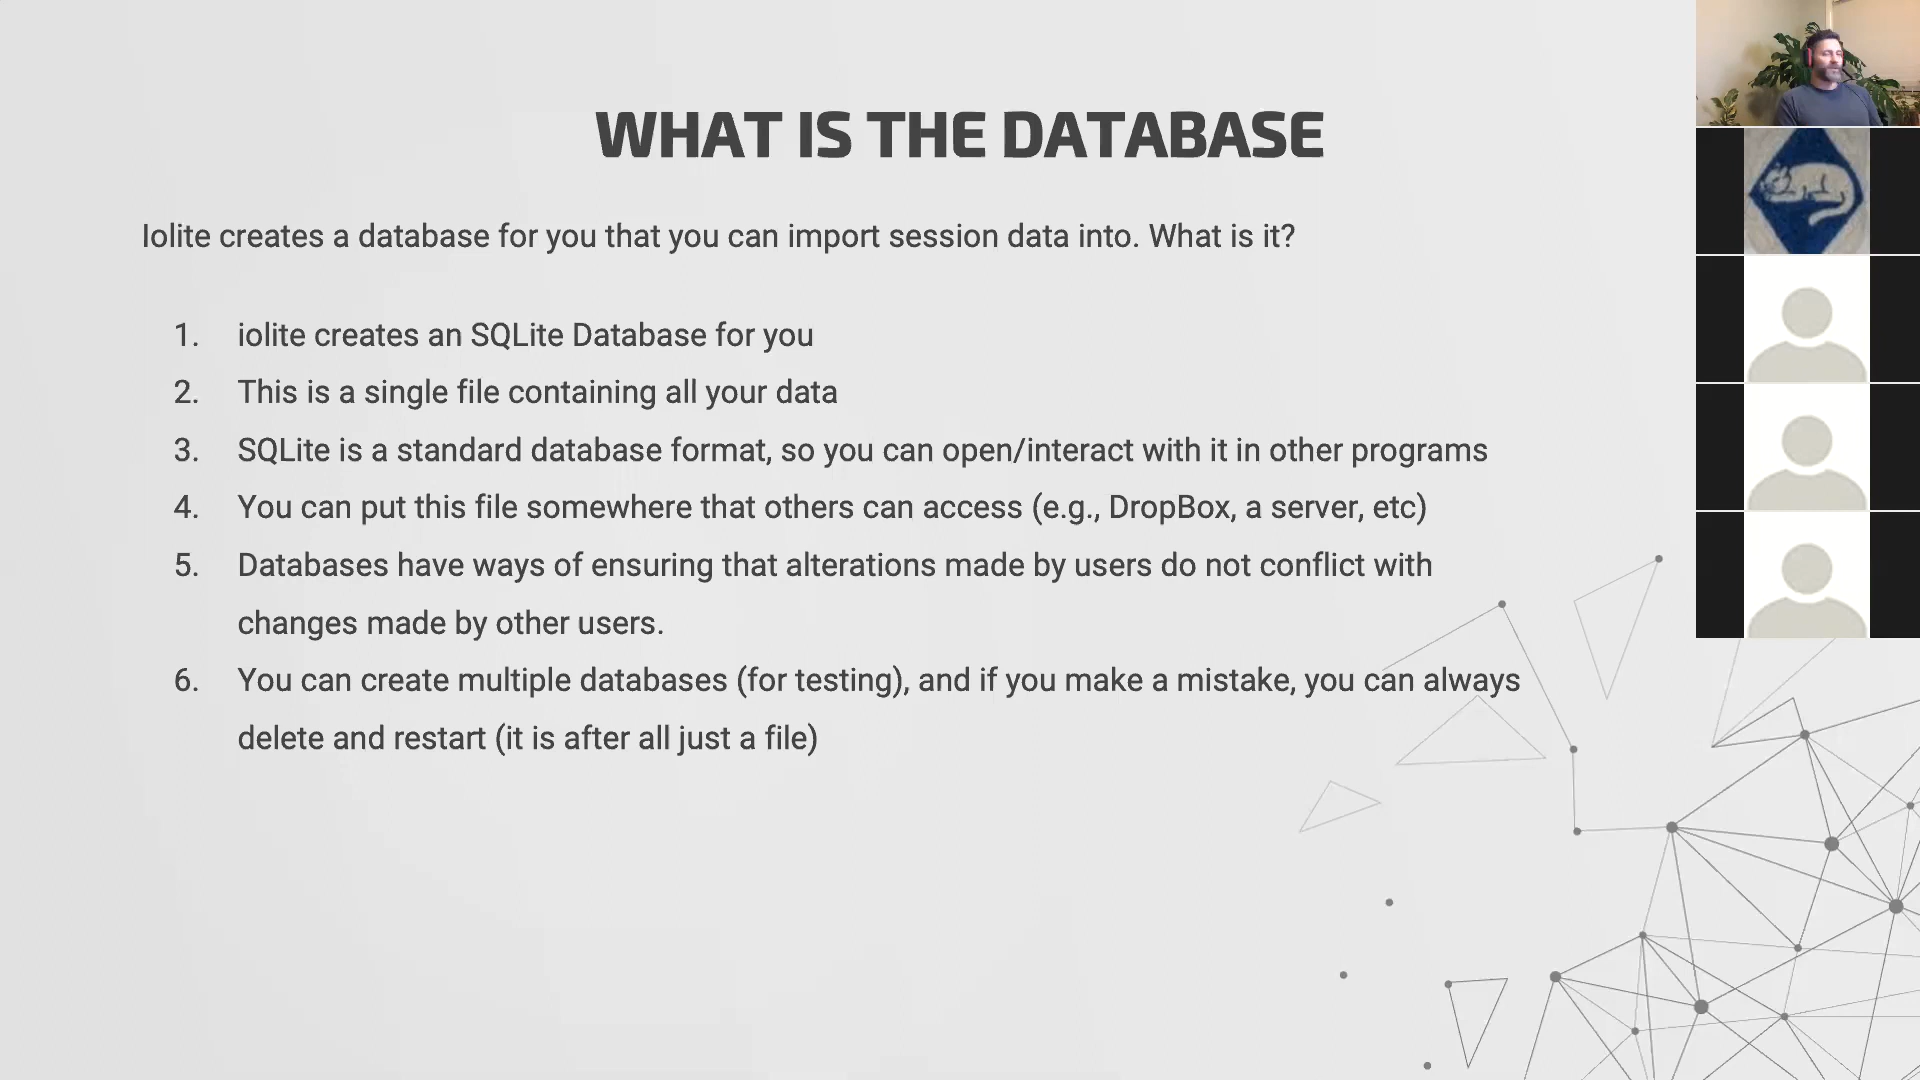 WHAT IS THE DATABASE
Iolite creates a database for you that you can import session data into. What is it?
1. iolite creates an SQLite Database for you
2. This is a single file containing all your data
3. SQLite is a standard database format, so you can open/interact with it in other programs
4. You can put this file somewhere that others can access (e.g., DropBox, a server, etc)
5. Databases have ways of ensuring that alterations made by users do not conflict with
changes made by other users.
6. You can create multiple databases (for testing), and if you make a mistake, you can always
delete and restart (it is after all just a file)